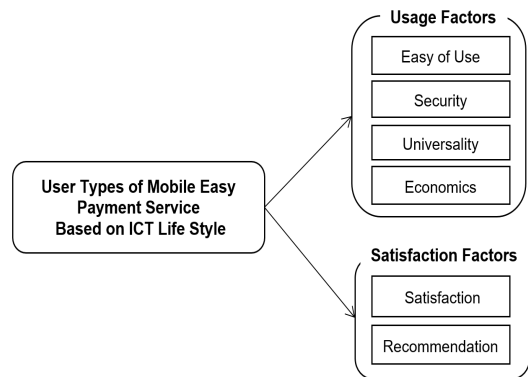 Usage Factors
Easy of Use
Security
Universality
Economics
User Types of Mobile Easy
Payment Service
Based on ICT Life Style
Satisfaction Factors
Satisfaction
Recommendation